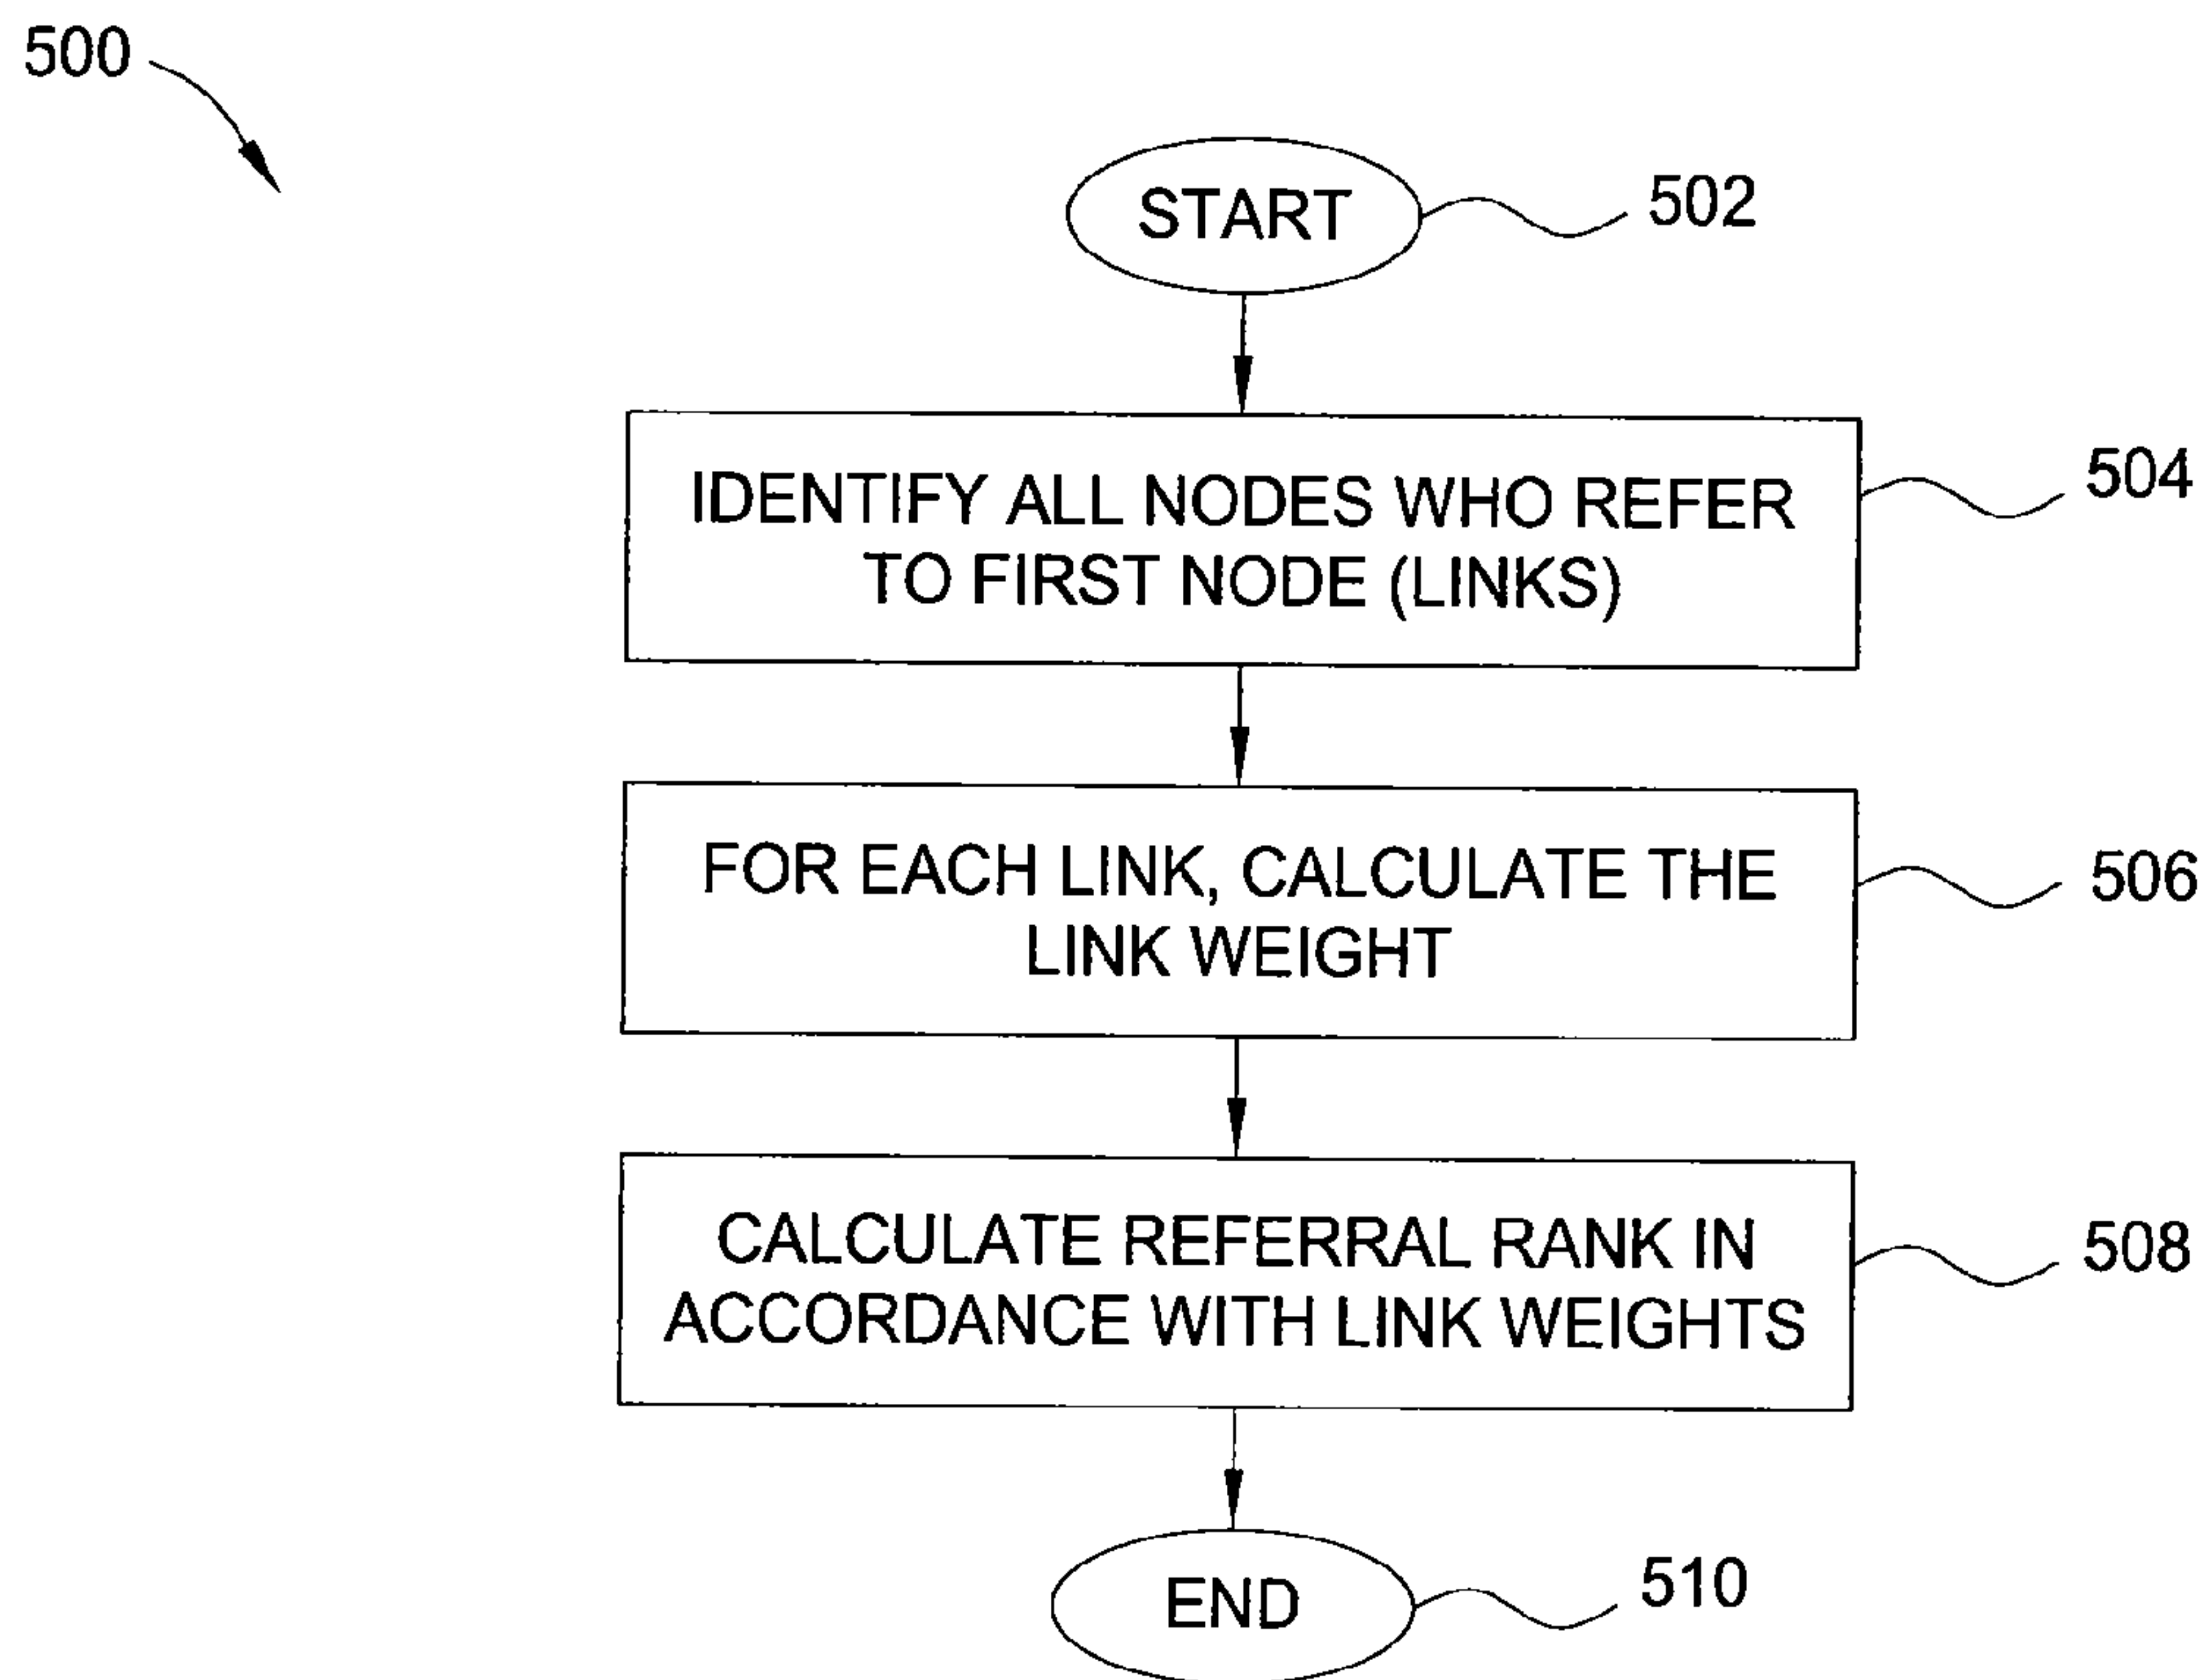 500
START
502
IDENTIFY ALL NODES WHO REFER
TO FIRST NODE (LINKS)
504
FOR EACH LINK, CALCULATE THE
LINK WEIGHT
506
CALCULATE REFERRAL RANK IN
ACCORDANCE WITH LINK WEIGHTS
508
END
510